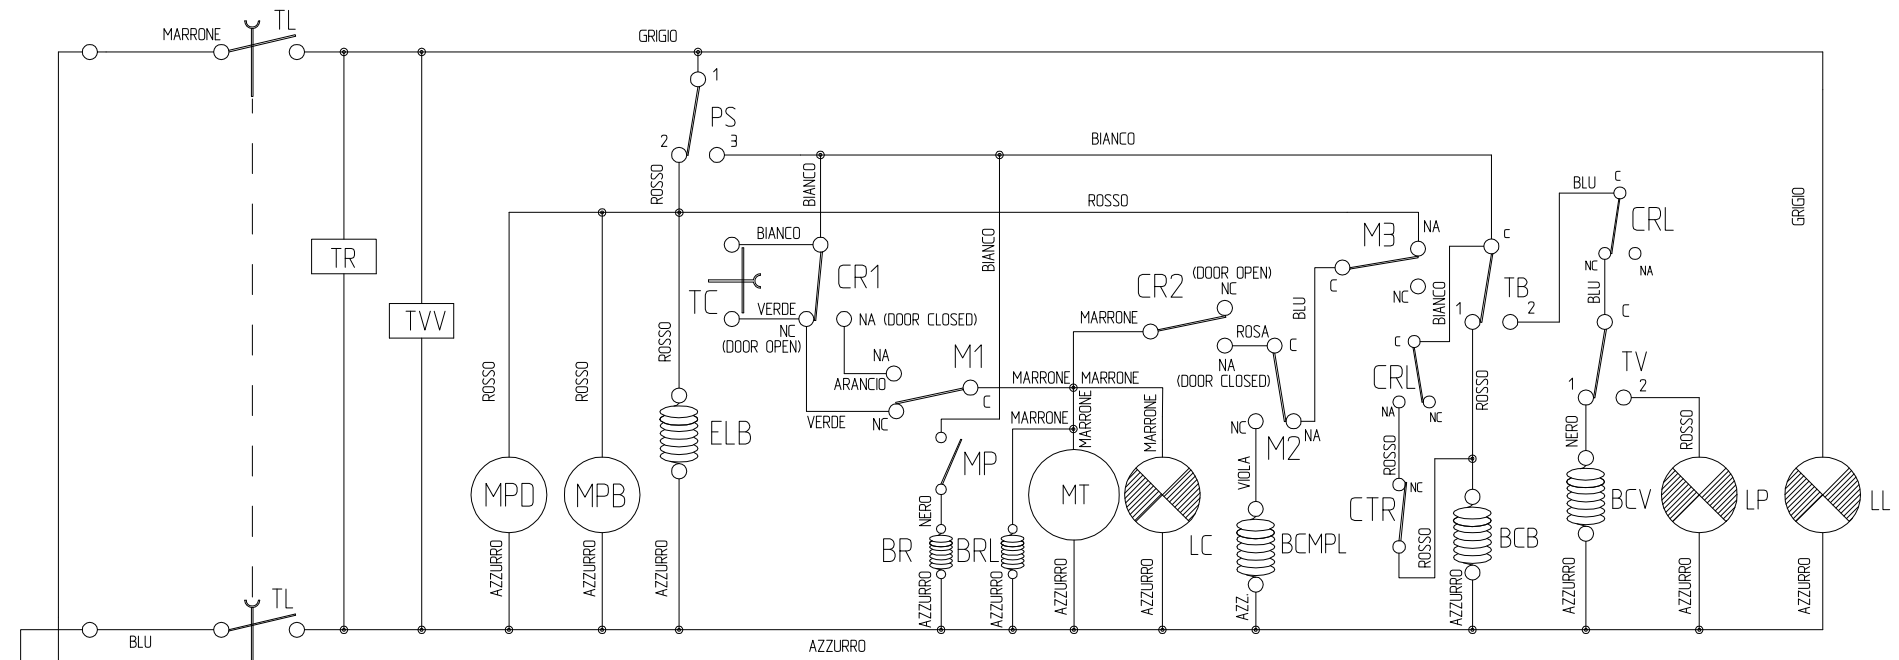 TL
MARRONE
GRIGIO
1
PS
2
3
BIANCO
ROSSO
BIANCO
ROSSO
GRIGIO
BLU
C
CRL
NC
NA
BIANCO
TC
VERDE
CR1
NC
(DOOR OPEN)
NA (DOOR CLOSED)
BIANCO
TR
TVV
M3
NA
C
NC
C
BIANCO
1
TB
2
BLU
C
TV
1
2
CR2
(DOOR OPEN)
NC
MARRONE
ROSA
C
NA
(DOOR CLOSED)
BLU
NA
ARANCIO
M1
C
VERDE
NC
MARRONE
MARRONE
MARRONE
MARRONE
MARRONE
C
CRL
NA
NC
ROSSO
ROSSO
ROSSO
ROSSO
ELB
MP
NC
M2
NA
VIOLA
ROSSO
NC
CTR
ROSSO
NERO
ROSSO
MPD
MPB
NERO
MT
LC
BR
BRL
BCMPL
BCB
BCV
LP
LL
AZZURRO
AZZURRO
AZZURRO
AZZURRO
AZZURRO
AZZURRO
AZZURRO
AZZ.
AZZURRO
AZZURRO
AZZURRO
AZZURRO
TL
BLU
AZZURRO